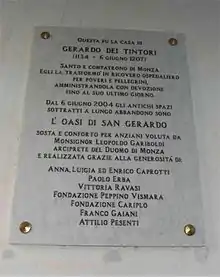 QUESTA FU LA CASA DI
GERARDO DEI TINTORI
(1134 - 6 GIUGNO 1207)
SANTO E COMPATRONO DI MONZA.
EGLI LA TRASFORMÒ IN RICOVERO OSPEDALIERO
PER POVERI E PELLEGRINI,
AMMINISTRANDOLA CON DEVOZIONE
FINO AL SUO ULTIMO GIORNO.
DAL 6 GIUGNO 2004 GLI ANTICHI SPAZI
SOTTRATTI A LUNGO ABBANDONO SONO
L' OASI DI SAN GERARDO
SOSTA E CONFORTO PER ANZIANI VOLUTA DA
MONSIGNOR LEOPOLDO GARIBOLDI
ARCIPRETE DEL DUOMO DI MONZA
E REALIZZATA GRAZIE ALLA GENEROSITÀ DI:
ANNA, LUIGIA ED ENRICO CAPROTTI
PAOLO ERBA
VITTORIA RAVASI
FONDAZIONE PEPPINO VISMARA
FONDAZIONE CARIPLO
FRANCO GAIANI
ATTILIO PESENTI